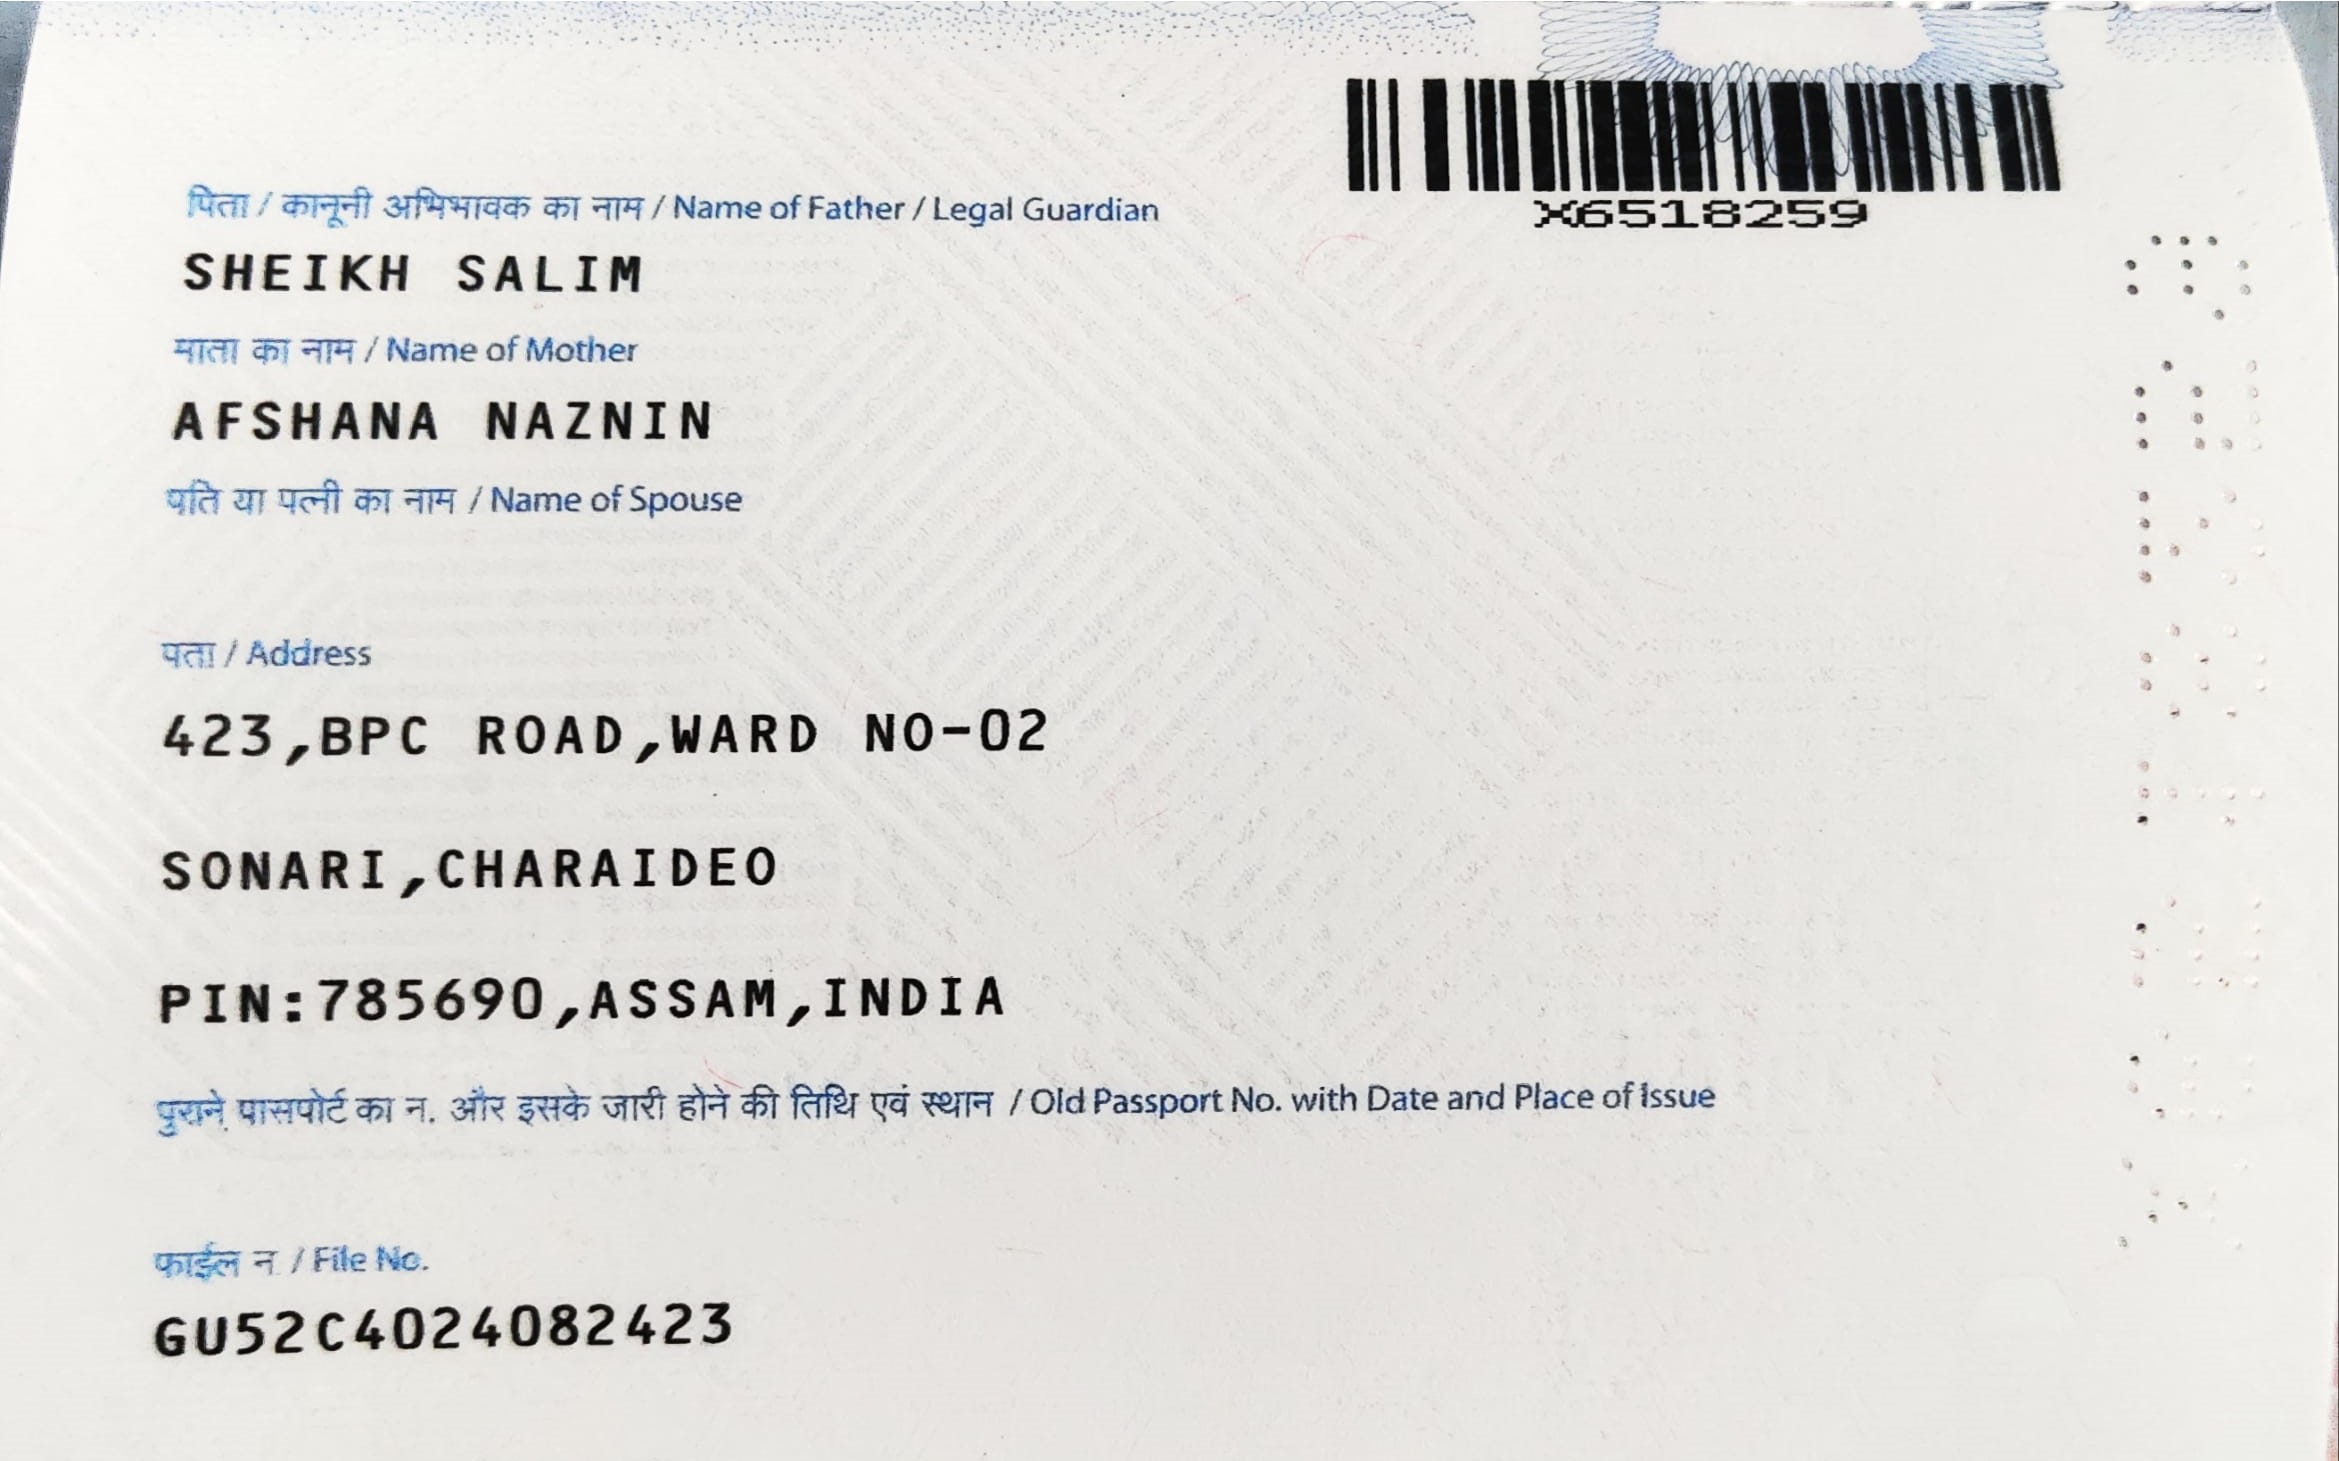 X6518259
पिता / कानूनी अभिभावक का नाम / Name of Father / Legal Guardian
SHEIKH SALIM
माता का नाम / Name of Mother
AFSHANA NAZNIN
पति या पत्नी का नाम / Name of Spouse
पता / Address
423,BPC ROAD,WARD NO-02
SONARI,CHARAIDEO
PIN:785690,ASSAM,INDIA
पुराने पासपोर्ट का न. और इसके जारी होने की तिथि एवं स्थान / Old Passport No. with Date and Place of Issue
फाईल न / File No.
GU52C4024082423